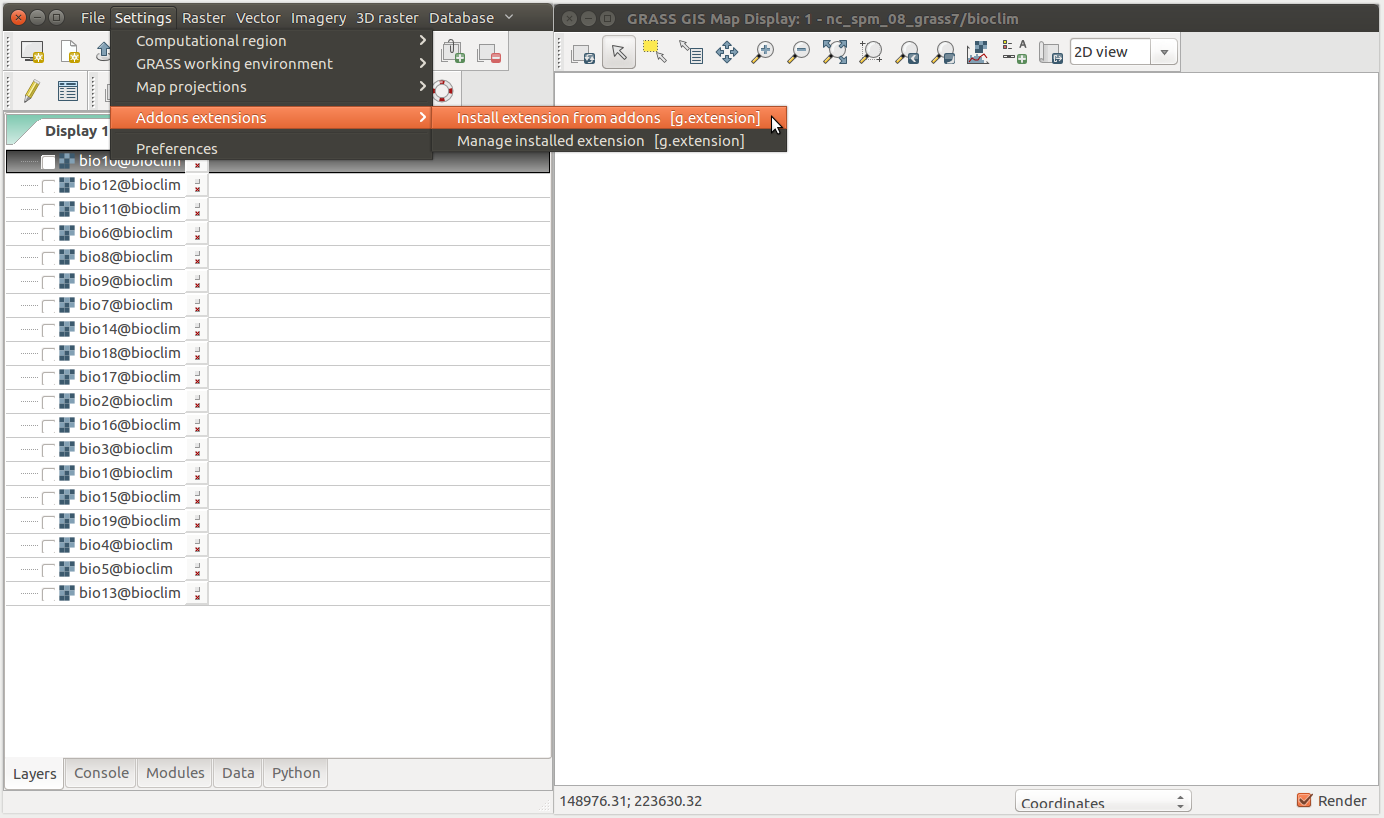 File Settings Raster Vector Imagery 3D raster Database
Computational region
GRASS working environment
Map projections
Addons extensions
Preferences
Install extension from addons [g.extension]
Manage installed extension [g.extension]
Display 1
bio10@bioclim
bio12@bioclim
bio11@bioclim
bio6@bioclim
bio8@bioclim
bio9@bioclim
bio7@bioclim
bio14@bioclim
bio18@bioclim
bio17@bioclim
bio2@bioclim
bio16@bioclim
bio3@bioclim
bio1@bioclim
bio15@bioclim
bio19@bioclim
bio4@bioclim
bio5@bioclim
bio13@bioclim
Layers Console Modules Data Python
GRASS GIS Map Display: 1 - nc_spm_08_grass7/bioclim
A
2D view
148976.31; 223630.32
Coordinates
Render